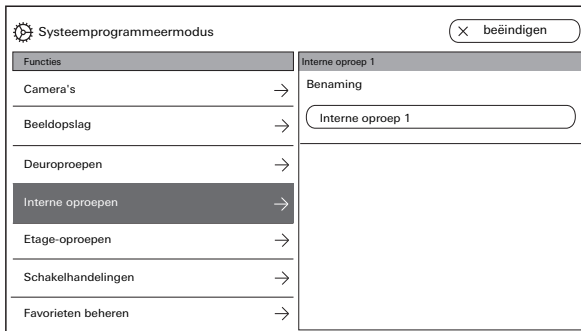 Systeemprogrammeermodus
× beëindigen
Functies
Camera's
Beeldopslag
Deuroproepen
Interne oproepen
Etage-oproepen
Schakelhandelingen
Favorieten beheren
Interne oproep 1
Benaming
Interne oproep 1